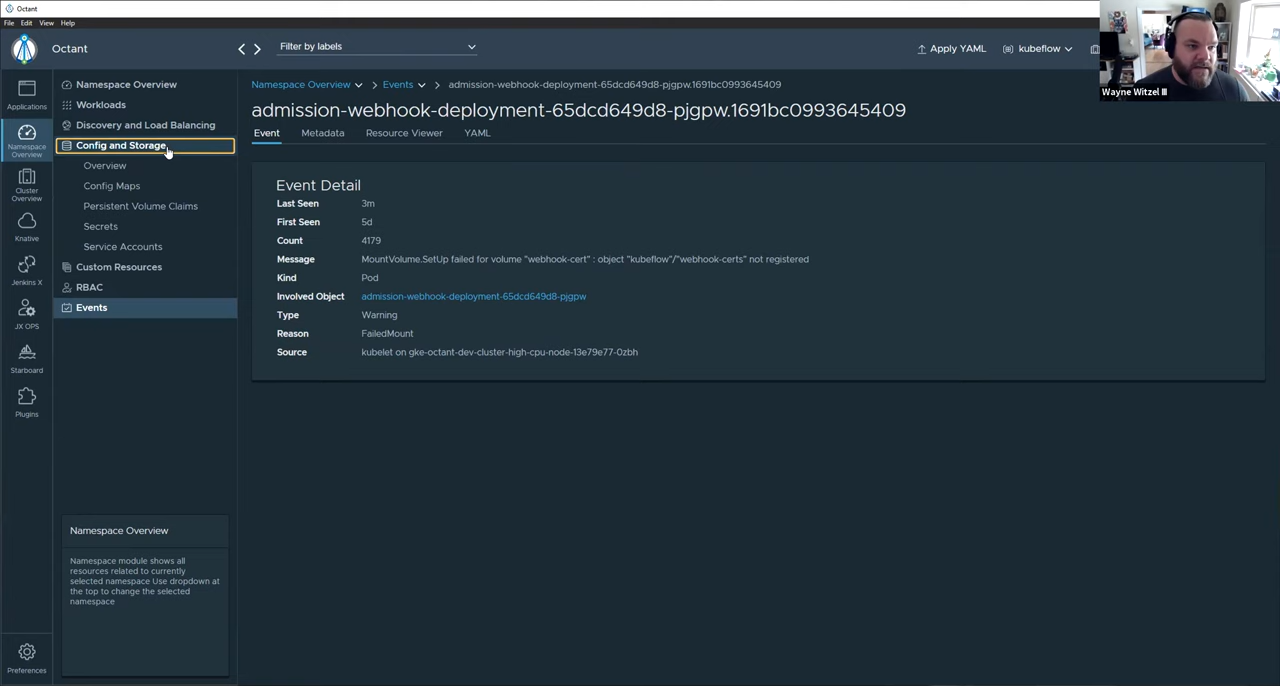 Octant
File Edit View Help
Octant
Filter by labels
Apply YAML
kubeflow
Wayne Witzel III
Applications
Namespace Overview
Cluster Overview
Knative
Jenkins X
JX OPS
Starboard
Plugins
Preferences
Namespace Overview
Workloads
Discovery and Load Balancing
Config and Storage
Overview
Config Maps
Persistent Volume Claims
Secrets
Service Accounts
Custom Resources
RBAC
Events
Namespace Overview
Namespace module shows all
resources related to currently
selected namespace Use dropdown at
the top to change the selected
namespace
Namespace Overview > Events > admission-webhook-deployment-65dcd649d8-pjgpw.1691bc0993645409
admission-webhook-deployment-65dcd649d8-pjgpw.1691bc0993645409
Event Metadata Resource Viewer YAML
Event Detail
Last Seen 3m
First Seen 5d
Count 4179
Message MountVolume.SetUp failed for volume "webhook-cert" : object "kubeflow"/"webhook-certs" not registered
Kind Pod
Involved Object admission-webhook-deployment-65dcd649d8-pjgpw
Type Warning
Reason FailedMount
Source kubelet on gke-octant-dev-cluster-high-cpu-node-13e79e77-0zbh